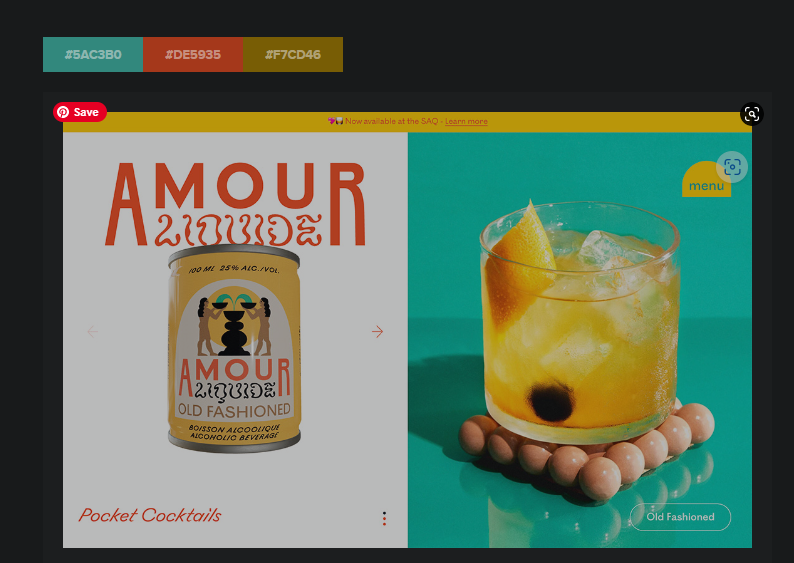 #5AC3B0 #DE5935 #F7CD46
Save
Now available at the SAQ - Learn more
menu
AMOUR
LIQUIDE
100 ML 25% ALC./VOL.
AMOUR
LIQUIDE
OLD FASHIONED
BOISSON ALCOOLIQUE
ALCOHOLIC BEVERAGE
Pocket Cocktails
Old Fashioned